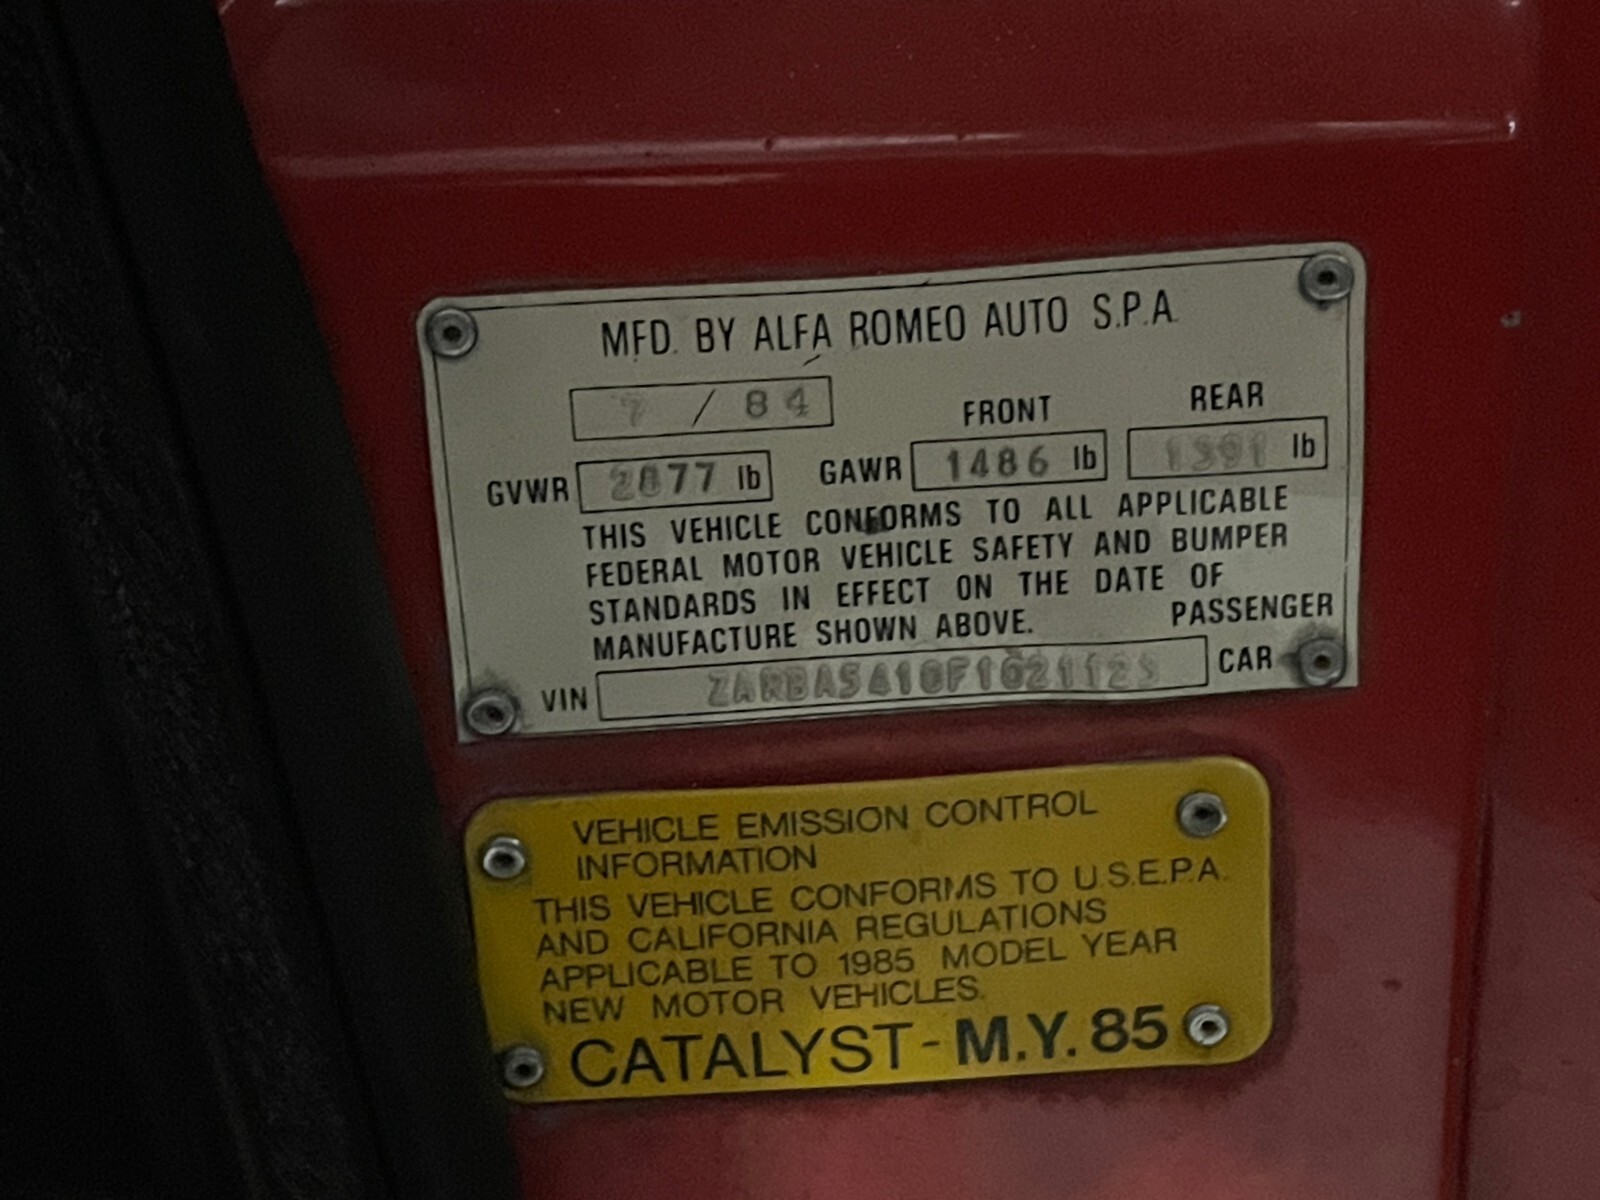 MFD. BY ALFA ROMEO AUTO S.P.A.
7 / 84
FRONT REAR
GVWR 2877 lb GAWR 1486 lb 1391 lb
THIS VEHICLE CONFORMS TO ALL APPLICABLE
FEDERAL MOTOR VEHICLE SAFETY AND BUMPER
STANDARDS IN EFFECT ON THE DATE OF
MANUFACTURE SHOWN ABOVE. PASSENGER
VIN CAR
VEHICLE EMISSION CONTROL
INFORMATION
THIS VEHICLE CONFORMS TO U.S.E.P.A.
AND CALIFORNIA REGULATIONS
APPLICABLE TO 1985 MODEL YEAR
NEW MOTOR VEHICLES.
CATALYST - M.Y. 85